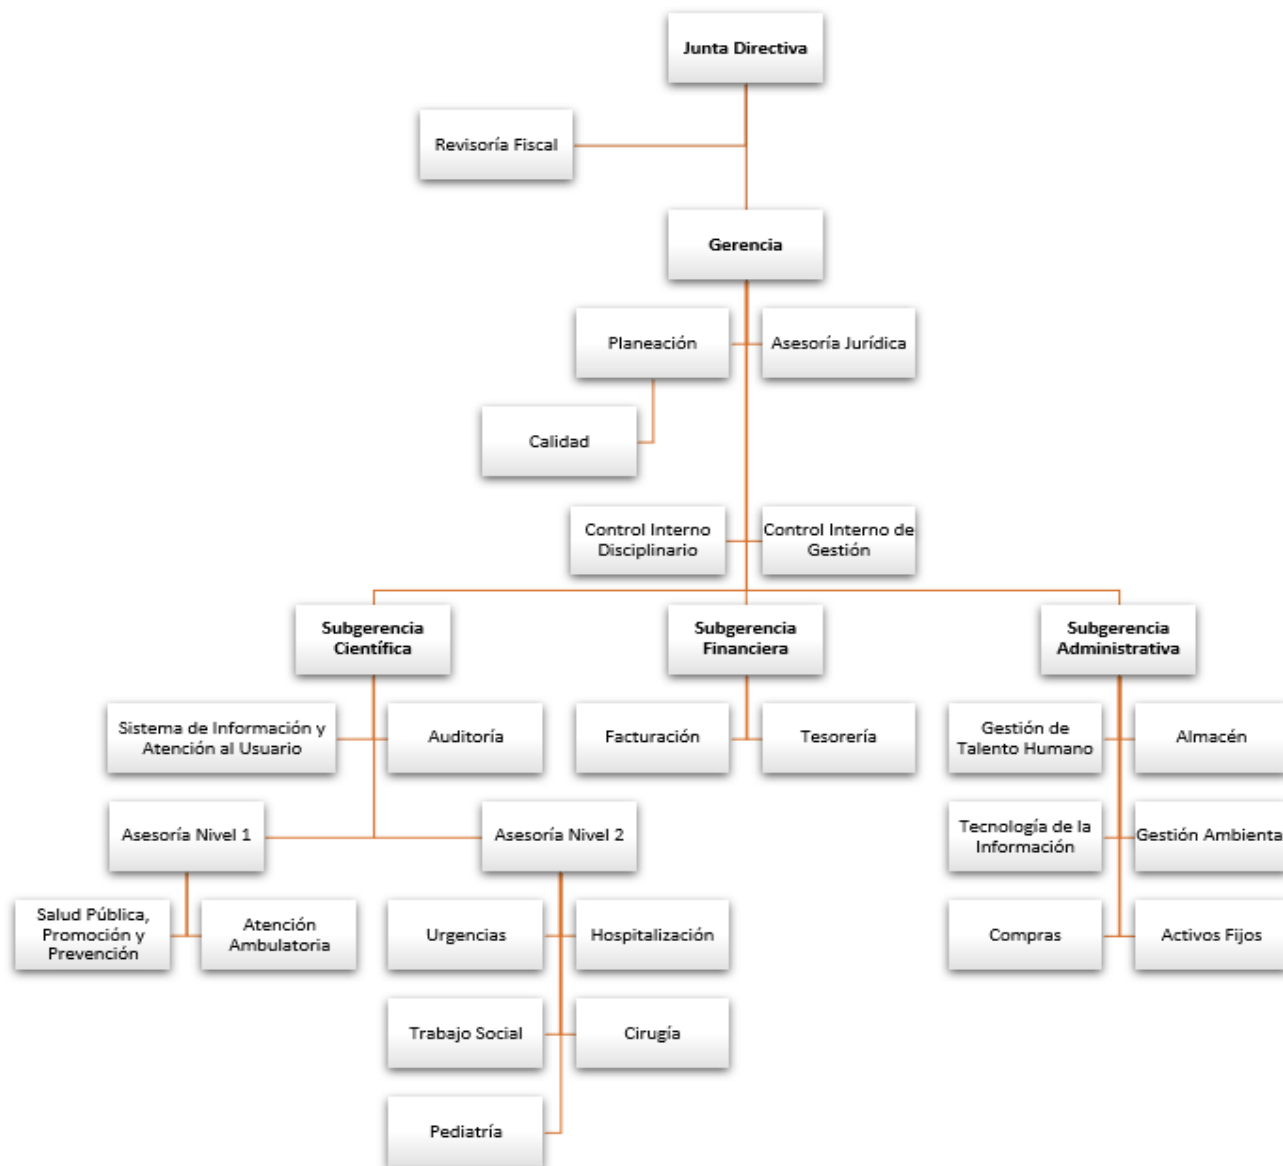 Junta Directiva
Revisoría Fiscal
Gerencia
Planeación
Asesoría Jurídica
Calidad
Control Interno
Disciplinario
Control Interno de
Gestión
Subgerencia
Científica
Subgerencia
Financiera
Subgerencia
Administrativa
Sistema de Información y
Atención al Usuario
Auditoría
Facturación
Tesorería
Gestión de
Talento Humano
Almacén
Asesoría Nivel 1
Asesoría Nivel 2
Tecnología de la
Información
Gestión Ambienta
Salud Pública,
Promoción y
Prevención
Atención
Ambulatoria
Urgencias
Hospitalización
Compras
Activos Fijos
Trabajo Social
Cirugía
Pediatría